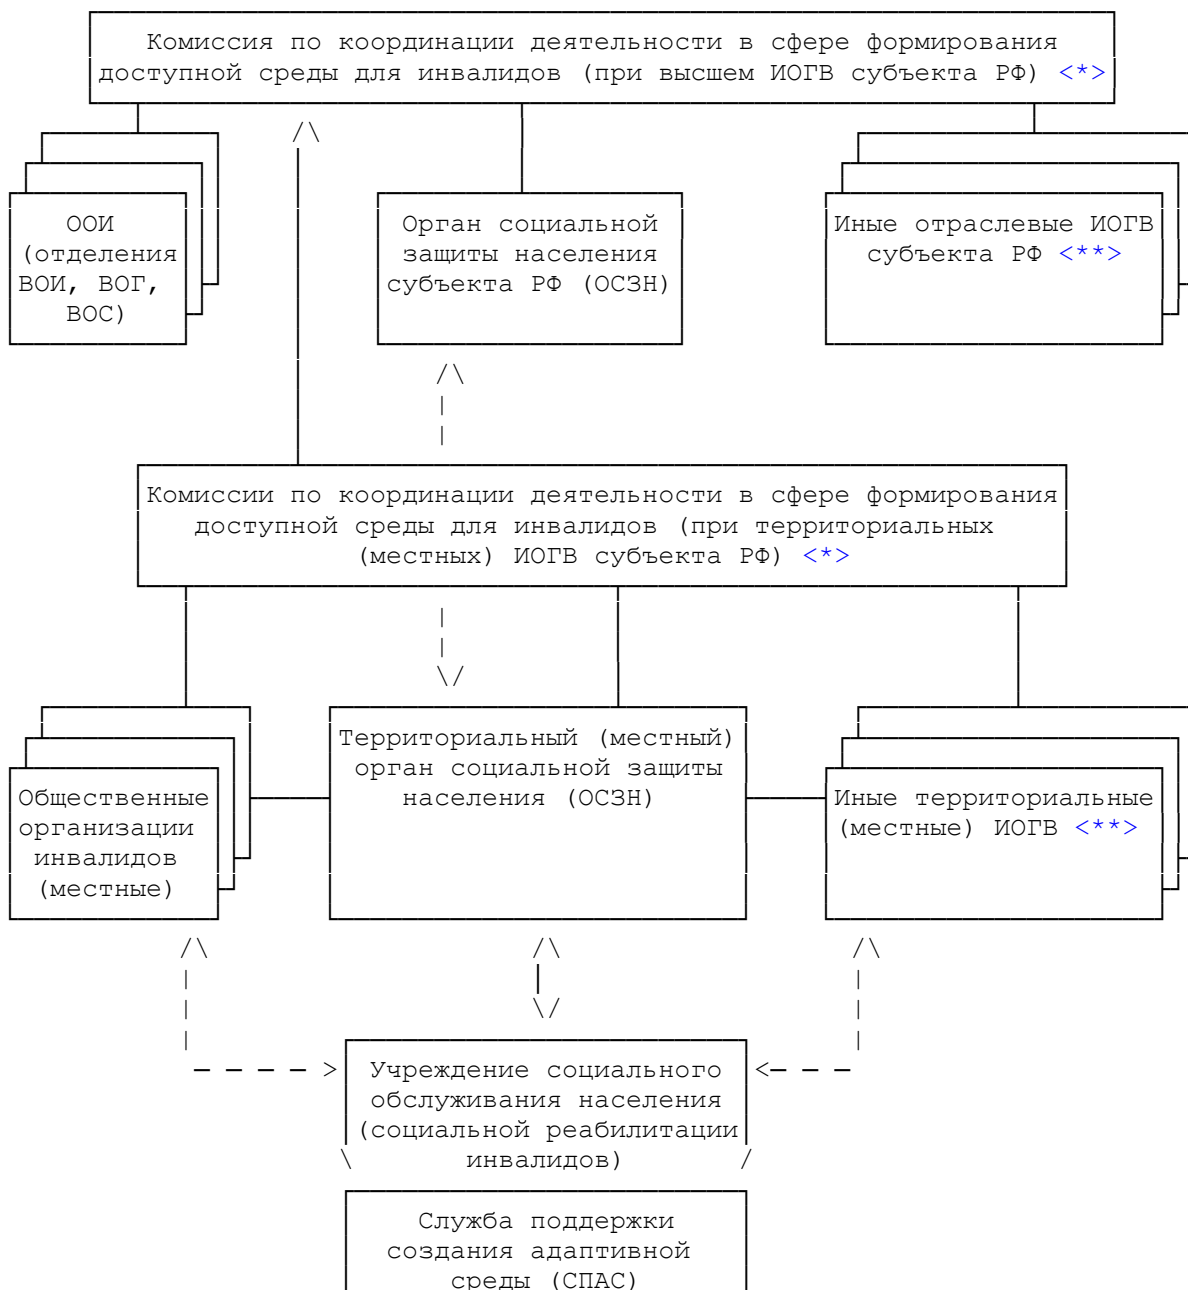 Комиссия по координации деятельности в сфере формирования
доступной среды для инвалидов (при высшем ИОГВ субъекта РФ) <*>
ООИ
(отделения
ВОИ, ВОГ,
ВОС)
Орган социальной
защиты населения
субъекта РФ (ОСЗН)
Иные отраслевые ИОГВ
субъекта РФ <**>
Комиссии по координации деятельности в сфере формирования
доступной среды для инвалидов (при территориальных
(местных) ИОГВ субъекта РФ) <*>
Общественные
организации
инвалидов
(местные)
Территориальный (местный)
орган социальной защиты
населения (ОСЗН)
Иные территориальные
(местные) ИОГВ <**>
Учреждение социального
обслуживания населения
(социальной реабилитации
инвалидов)
Служба поддержки
создания адаптивной
среды (СПАС)